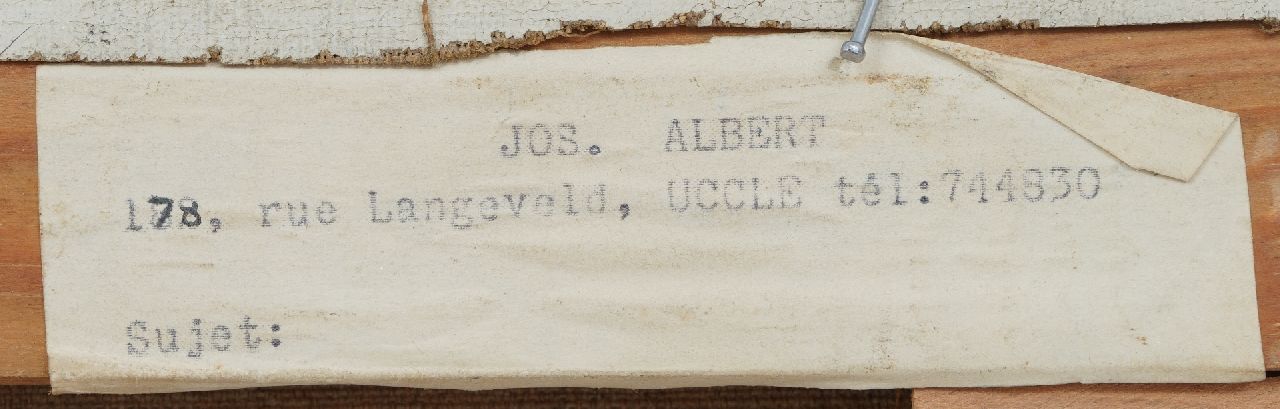 JOS. ALBERT
178, rue Langeveld, UCCLE tél:744830
Sujet: